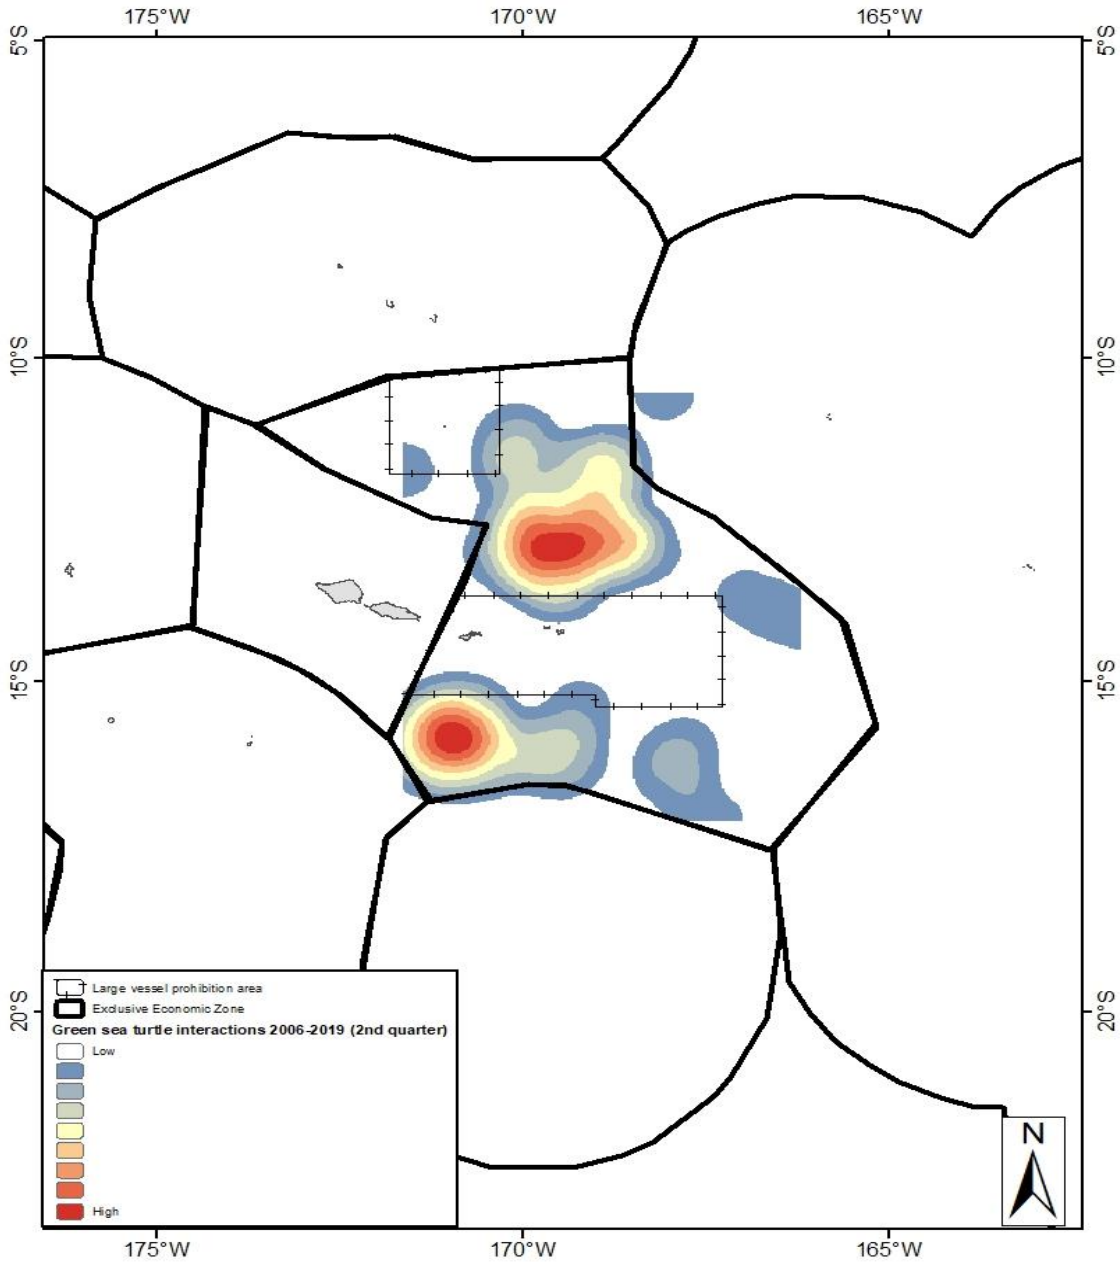 175°W 170°W 165°W
5°S 5°S
10°S 10°S
15°S 15°S
20°S 20°S
Large vessel prohibition area
Exclusive Economic Zone
Green sea turtle interactions 2006-2019 (2nd quarter)
Low
High
N
175°W 170°W 165°W